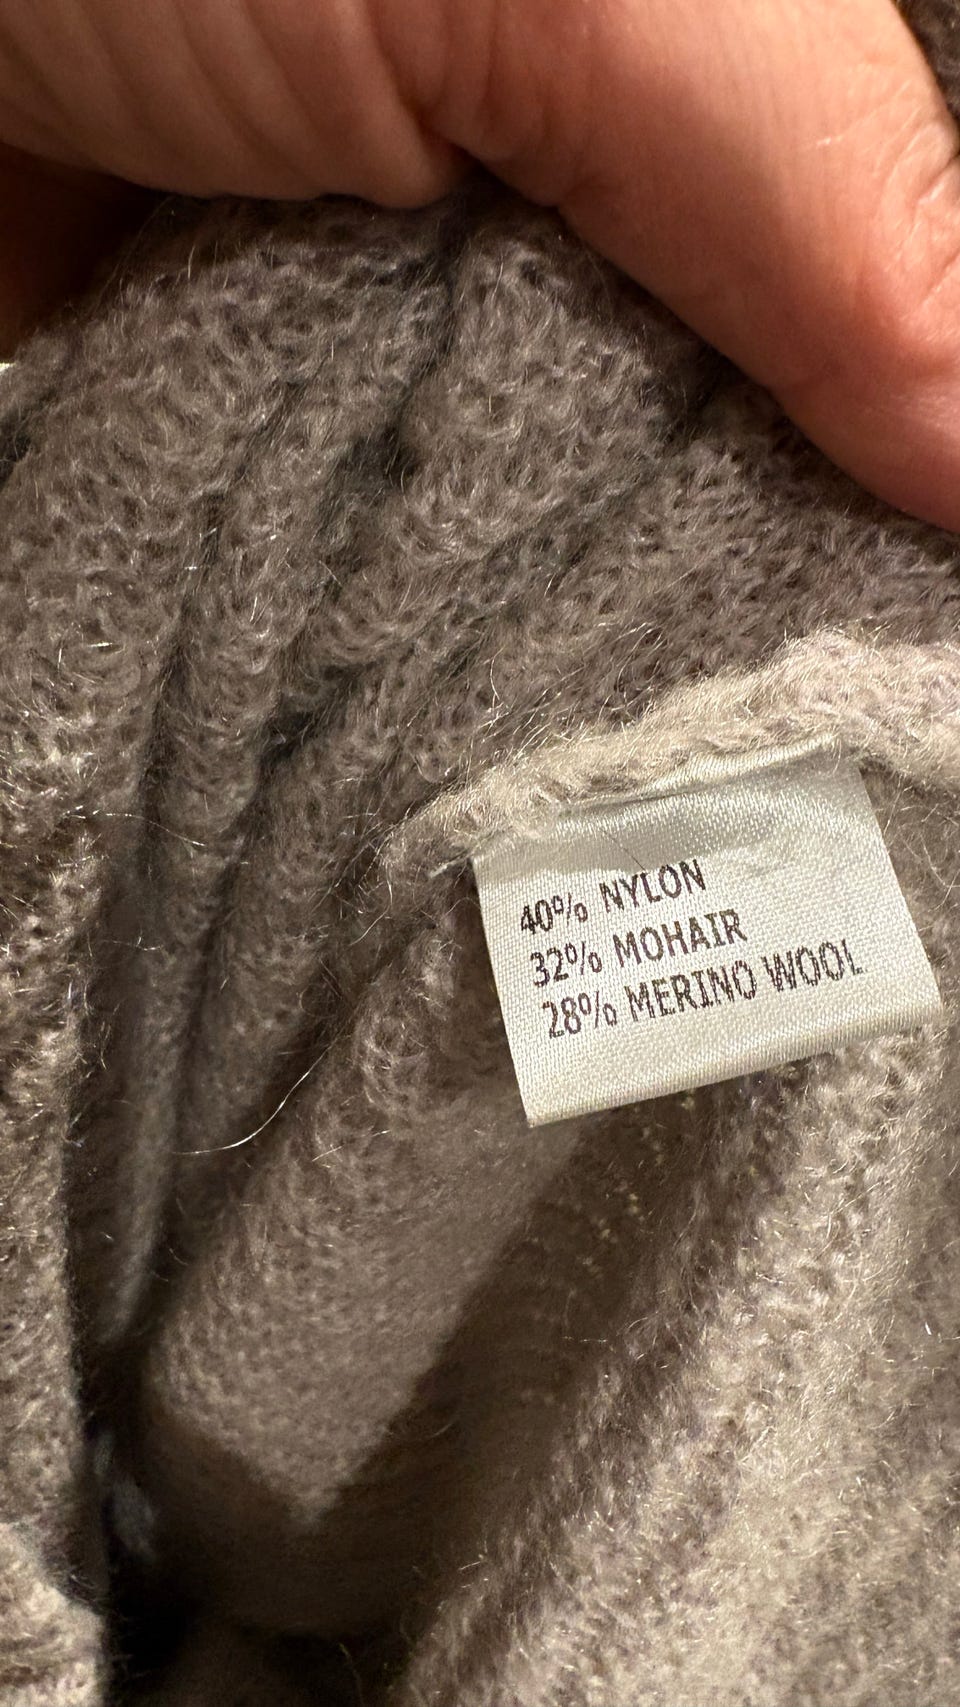 40% NYLON
32% MOHAIR
28% MERINO WOOL